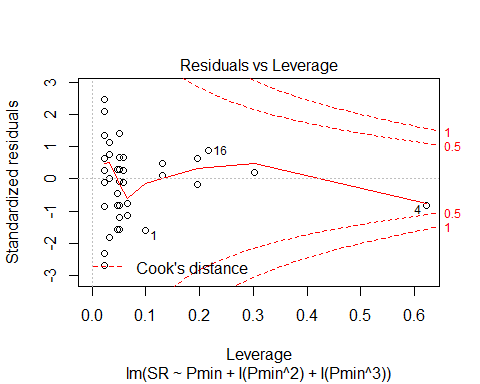 Residuals vs Leverage
Standardized residuals
3
2
1
0
-1
-2
-3
16
1
4
1
0.5
0.5
1
Cook's distance
0.0 0.1 0.2 0.3 0.4 0.5 0.6
Leverage
lm(SR ~ Pmin + I(Pmin^2) + I(Pmin^3))